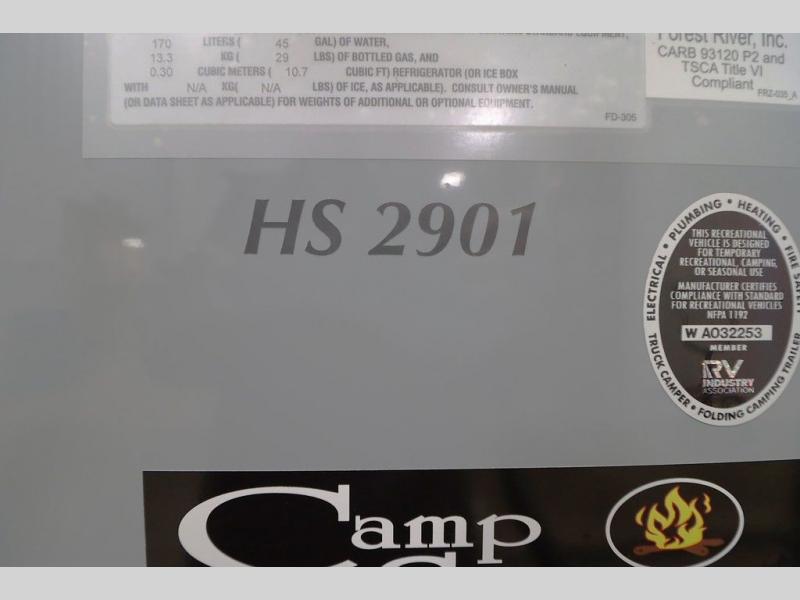 170 LITERS ( 45 GAL) OF WATER,
13.3 KG ( 29 LBS) OF BOTTLED GAS, AND
0.30 CUBIC METERS ( 10.7 CUBIC FT) REFRIGERATOR (OR ICE BOX
WITH N/A KG( N/A LBS) OF ICE, AS APPLICABLE). CONSULT OWNER'S MANUAL
(OR DATA SHEET AS APPLICABLE) FOR WEIGHTS OF ADDITIONAL OR OPTIONAL EQUIPMENT.
FD-305
Forest River, Inc.
CARB 93120 P2 and
TSCA Title VI
Compliant
FRZ-035_A
HS 2901
ELECTRICAL • PLUMBING • HEATING • FIRE SAFETY
THIS RECREATIONAL
VEHICLE IS DESIGNED
FOR TEMPORARY
RECREATIONAL, CAMPING,
OR SEASONAL USE
MANUFACTURER CERTIFIES
COMPLIANCE WITH STANDARD
FOR RECREATIONAL VEHICLES
NFPA 1192
W AO32253
MEMBER
RV
INDUSTRY
ASSOCIATION
TRUCK CAMPER • FOLDING CAMPING TRAILER
Camp